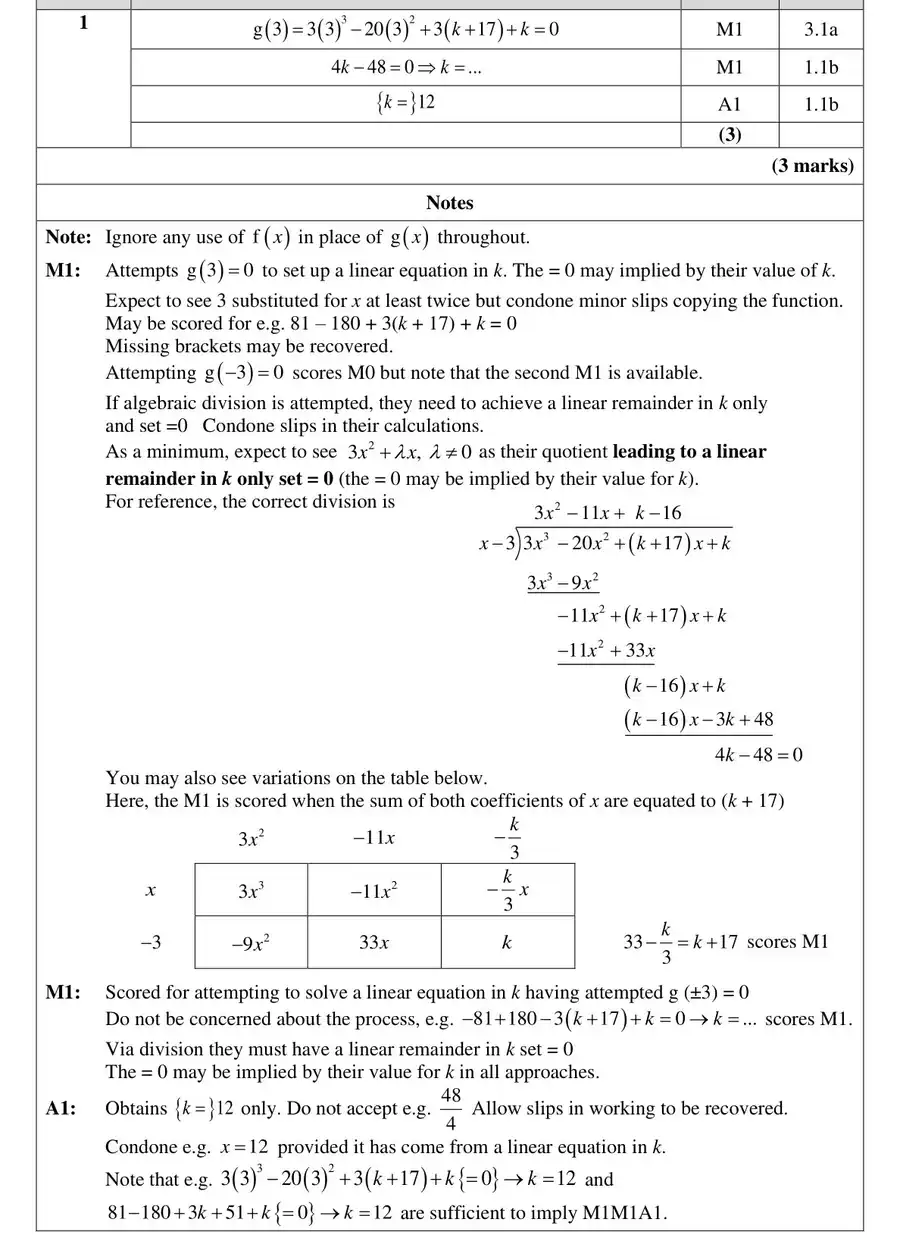 1 g(3) = 3(3)³ − 20(3)² + 3(k + 17) + k = 0 M1 3.1a
4k − 48 = 0 ⇒ k = ... M1 1.1b
{k =}12 A1 1.1b
(3)
(3 marks)
Notes
Note: Ignore any use of f(x) in place of g(x) throughout.
M1: Attempts g(3) = 0 to set up a linear equation in k. The = 0 may implied by their value of k.
Expect to see 3 substituted for x at least twice but condone minor slips copying the function.
May be scored for e.g. 81 – 180 + 3(k + 17) + k = 0
Missing brackets may be recovered.
Attempting g(−3) = 0 scores M0 but note that the second M1 is available.
If algebraic division is attempted, they need to achieve a linear remainder in k only
and set =0 Condone slips in their calculations.
As a minimum, expect to see 3x² + λx, λ ≠ 0 as their quotient leading to a linear
remainder in k only set = 0 (the = 0 may be implied by their value for k).
For reference, the correct division is
3x² − 11x + k − 16
x − 3)3x³ − 20x² + (k + 17)x + k
3x³ − 9x²
−11x² + (k + 17)x + k
−11x² + 33x
(k − 16)x + k
(k − 16)x − 3k + 48
4k − 48 = 0
You may also see variations on the table below.
Here, the M1 is scored when the sum of both coefficients of x are equated to (k + 17)
3x² −11x −k/3
x 3x³ −11x² −k/3 x
−3 −9x² 33x k 33 − k/3 = k + 17 scores M1
M1: Scored for attempting to solve a linear equation in k having attempted g (±3) = 0
Do not be concerned about the process, e.g. −81 + 180 − 3(k + 17) + k = 0 → k = ... scores M1.
Via division they must have a linear remainder in k set = 0
The = 0 may be implied by their value for k in all approaches.
A1: Obtains {k =}12 only. Do not accept e.g. 48/4 Allow slips in working to be recovered.
Condone e.g. x = 12 provided it has come from a linear equation in k.
Note that e.g. 3(3)³ − 20(3)² + 3(k + 17) + k {= 0} → k = 12 and
81 − 180 + 3k + 51 + k {= 0} → k = 12 are sufficient to imply M1M1A1.